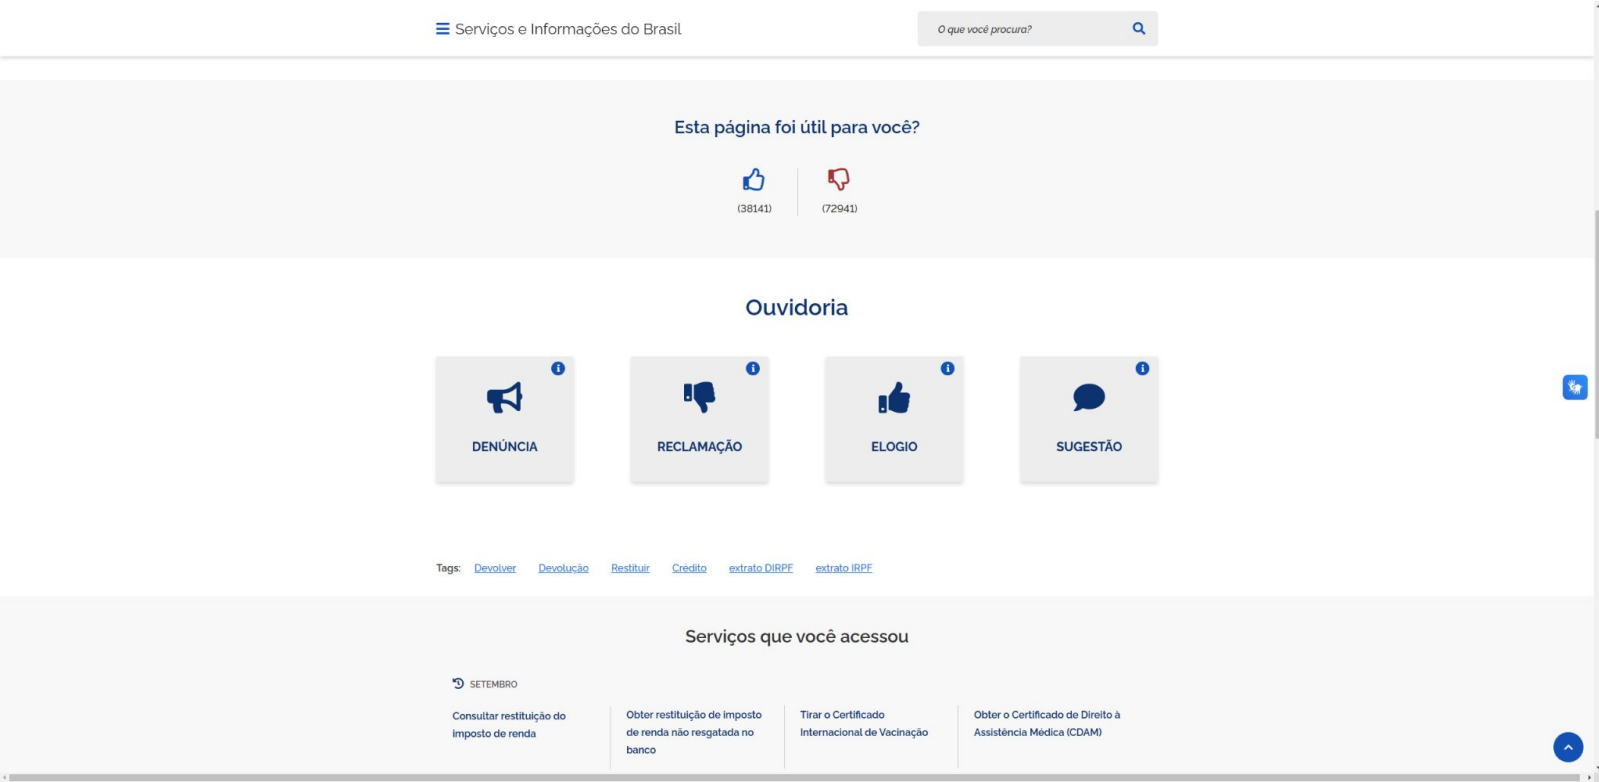 Serviços e Informações do Brasil
O que você procura?
Esta página foi útil para você?
(38141)
(72941)
Ouvidoria
DENÚNCIA
RECLAMAÇÃO
ELOGIO
SUGESTÃO
Tags: Devolver Devolução Restituir Crédito extrato DIRPF extrato IRPF
Serviços que você acessou
SETEMBRO
Consultar restituição do
imposto de renda
Obter restituição de imposto
de renda não resgatada no
banco
Tirar o Certificado
Internacional de Vacinação
Obter o Certificado de Direito à
Assistência Médica (CDAM)